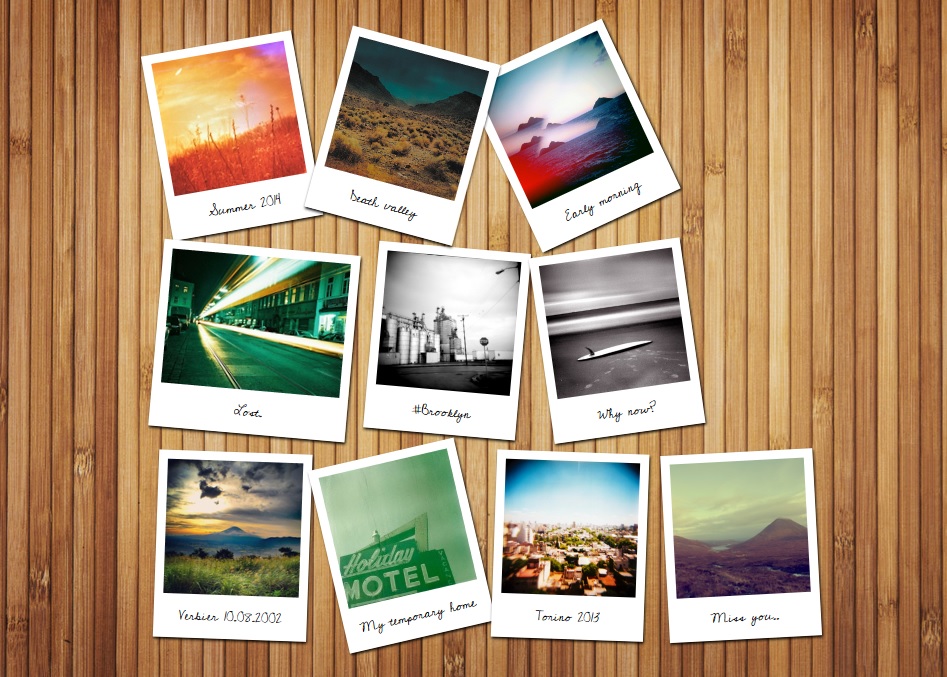 Summer 2014
Death valley
Early morning
Lost.
#Brooklyn
Why now?
Verbier 10.08.2002
Holiday
MOTEL
My temporary home
Torino 2013
Miss you..